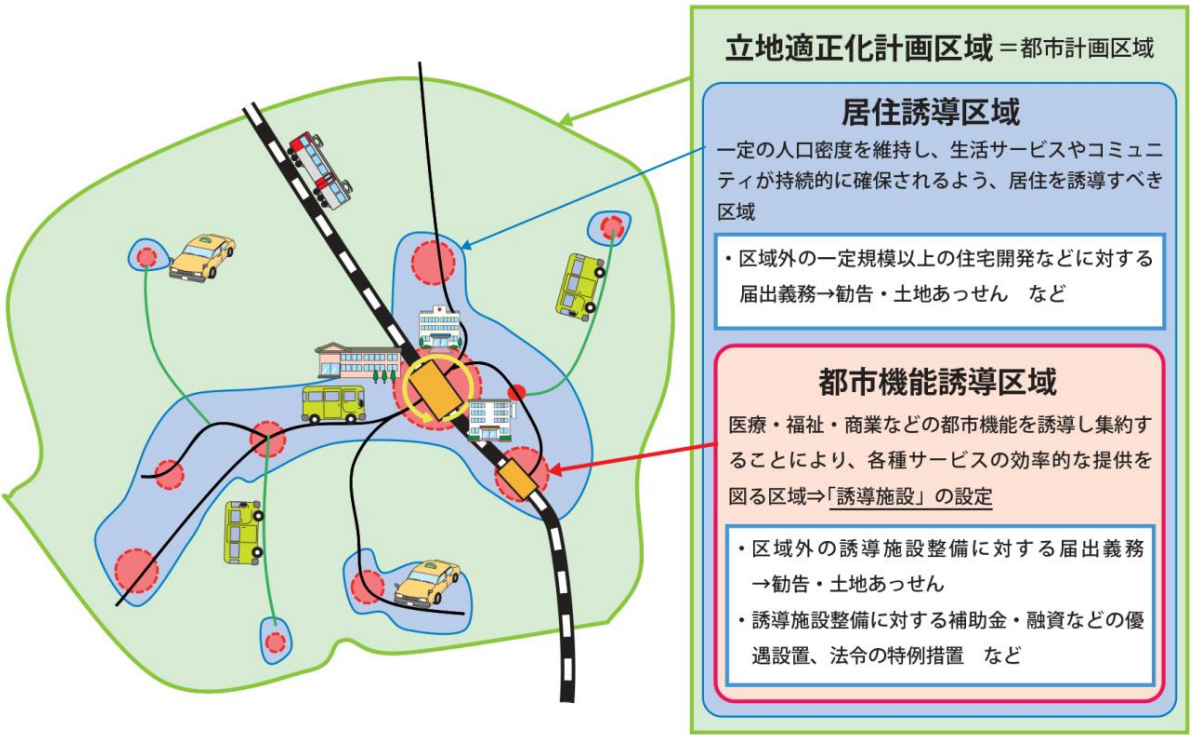 立地適正化計画区域＝都市計画区域
居住誘導区域
一定の人口密度を維持し、生活サービスやコミュニ
ティが持続的に確保されるよう、居住を誘導すべき
区域
・区域外の一定規模以上の住宅開発などに対する
届出義務→勧告・土地あっせん　など
都市機能誘導区域
医療・福祉・商業などの都市機能を誘導し集約す
ることにより、各種サービスの効率的な提供を
図る区域⇒「誘導施設」の設定
・区域外の誘導施設整備に対する届出義務
→勧告・土地あっせん
・誘導施設整備に対する補助金・融資などの優
遇設置、法令の特例措置　など